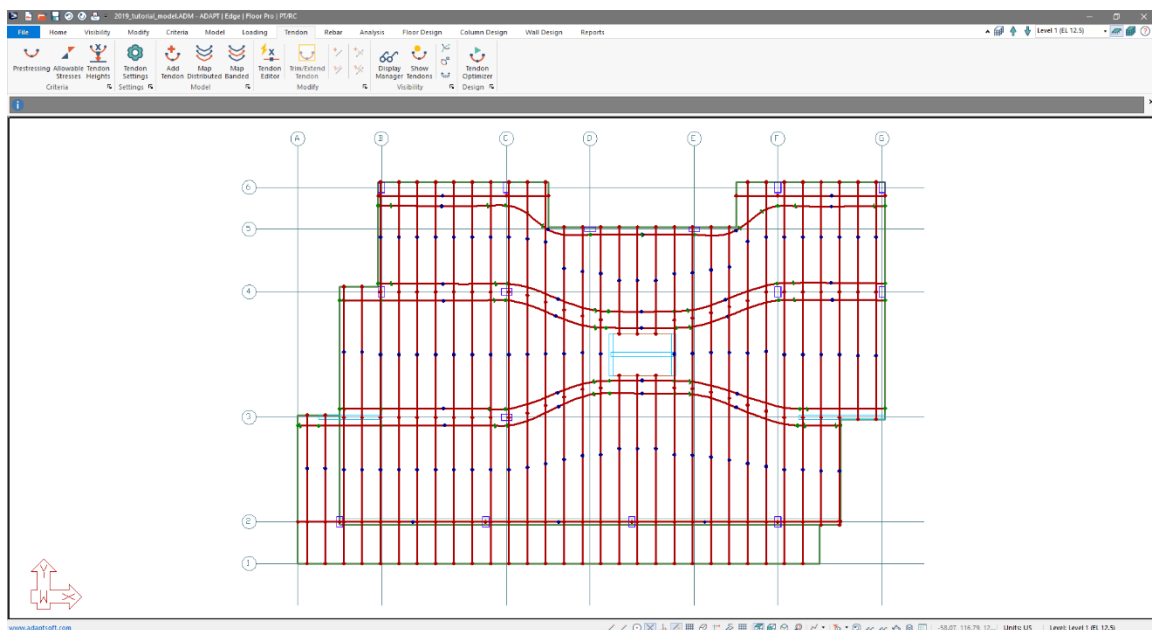 2019_tutorial_model.ADM - ADAPT | Edge | Floor Pro | PT/RC
File Home Visibility Modify Criteria Model Loading Tendon Rebar Analysis Floor Design Column Design Wall Design Reports Level 1 (EL 12.5)
Prestressing Allowable Stresses Tendon Heights Tendon Settings Add Tendon Map Distributed Map Banded Tendon Editor Trim/Extend Tendon Display Manager Show Tendons Tendon Optimizer
Criteria Settings Model Modify Visibility Design
A B C D E F G
6
5
4
3
2
1
Y
W X
www.adaptsoft.com Units: US Level: Level 1 (EL 12.5)